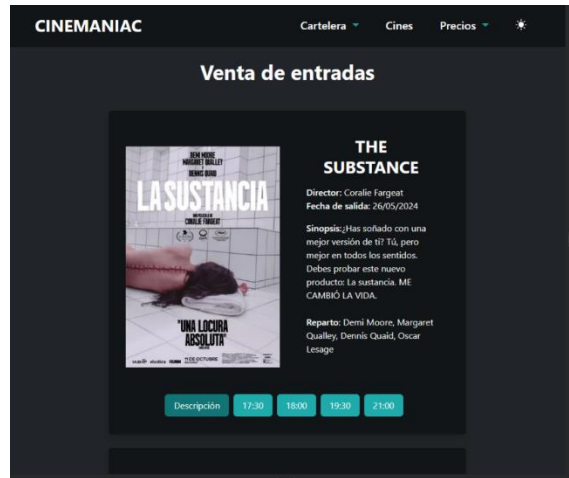 CINEMANIAC
Cartelera Cines Precios
Venta de entradas
DEMI MOORE
MARGARET QUALLEY
DENNIS QUAID
LA SUSTANCIA
UNA PELÍCULA DE
CORALIE FARGEAT
"UNA LOCURA
ABSOLUTA"
THE
SUBSTANCE
Director: Coralie Fargeat
Fecha de salida: 26/05/2024
Sinopsis:¿Has soñado con una
mejor versión de ti? Tú, pero
mejor en todos los sentidos.
Debes probar este nuevo
producto: La sustancia. ME
CAMBIÓ LA VIDA.
Reparto: Demi Moore, Margaret
Qualley, Dennis Quaid, Oscar
Lesage
Descripción 17:30 18:00 19:30 21:00